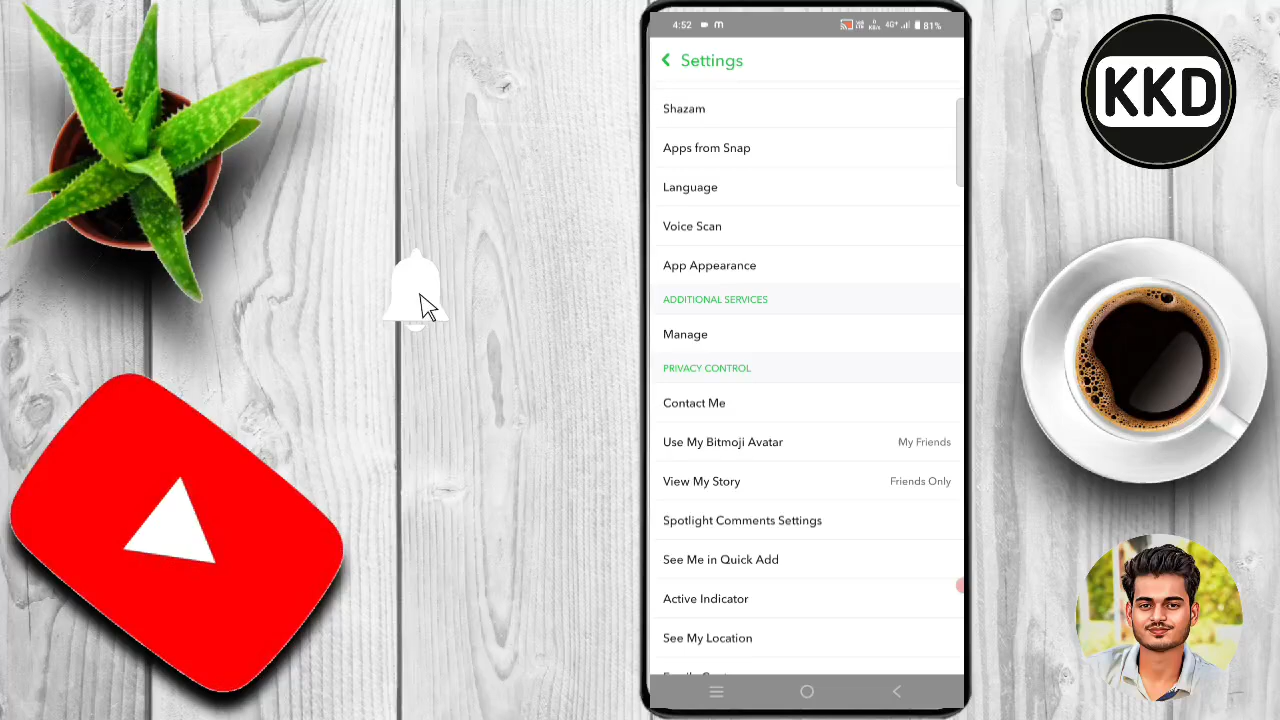 4:52 m 4G+ 81%
Settings
Shazam
Apps from Snap
Language
Voice Scan
App Appearance
ADDITIONAL SERVICES
Manage
PRIVACY CONTROL
Contact Me
Use My Bitmoji Avatar My Friends
View My Story Friends Only
Spotlight Comments Settings
See Me in Quick Add
Active Indicator
See My Location
KKD